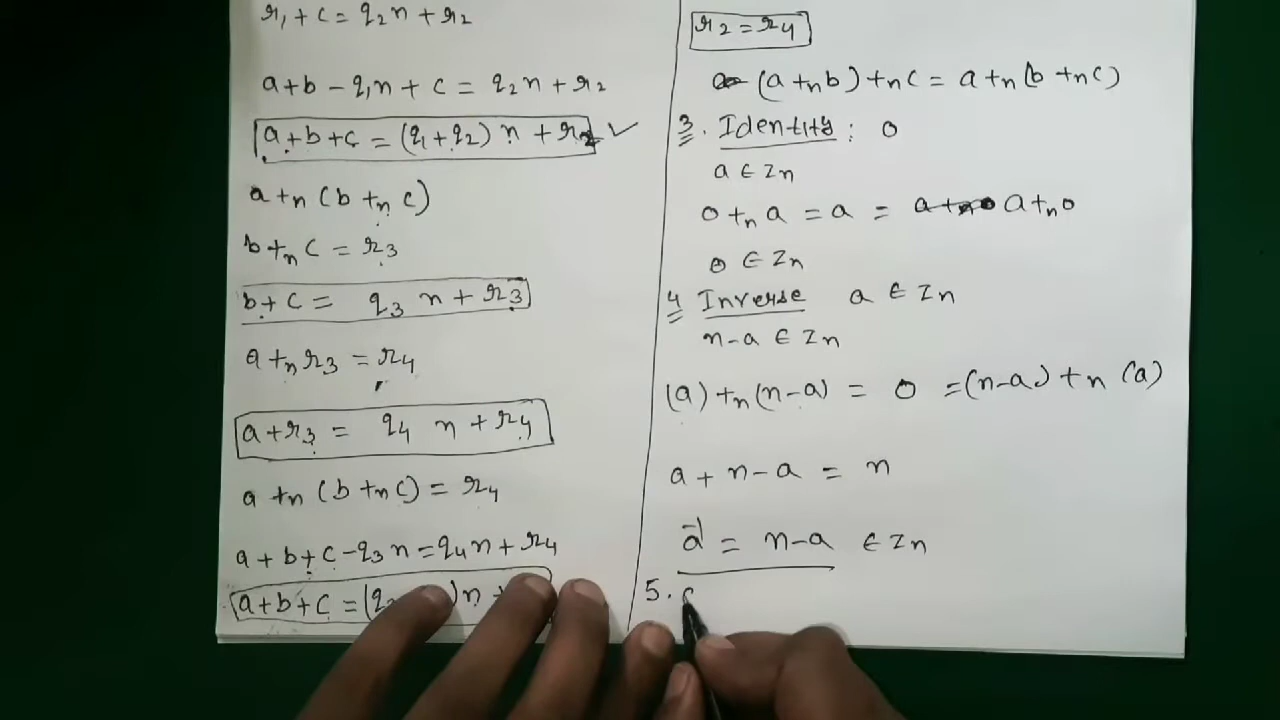 r₁ + c = q₂n + r₂
a+b - q₁n + c = q₂n + r₂
a+b+c = (q₁+q₂) n + r₂ ✓
a +n (b +n c)
b +n c = r₃
b+c = q₃ n + r₃
a +n r₃ = r₄
a+r₃ = q₄ n + r₄
a +n (b +n c) = r₄
a+b+c-q₃n = q₄n + r₄
a+b+c = (q₃ )n +
r₂ = r₄
(a +n b) +n c = a +n (b +n c)
3. Identity : 0
a ∈ Zn
0 +n a = a = a +n 0
0 ∈ Zn
4 Inverse a ∈ Zn
n-a ∈ Zn
(a) +n (n-a) = 0 = (n-a) +n (a)
a + n - a = n
a⁻¹ = n-a ∈ Zn
5.